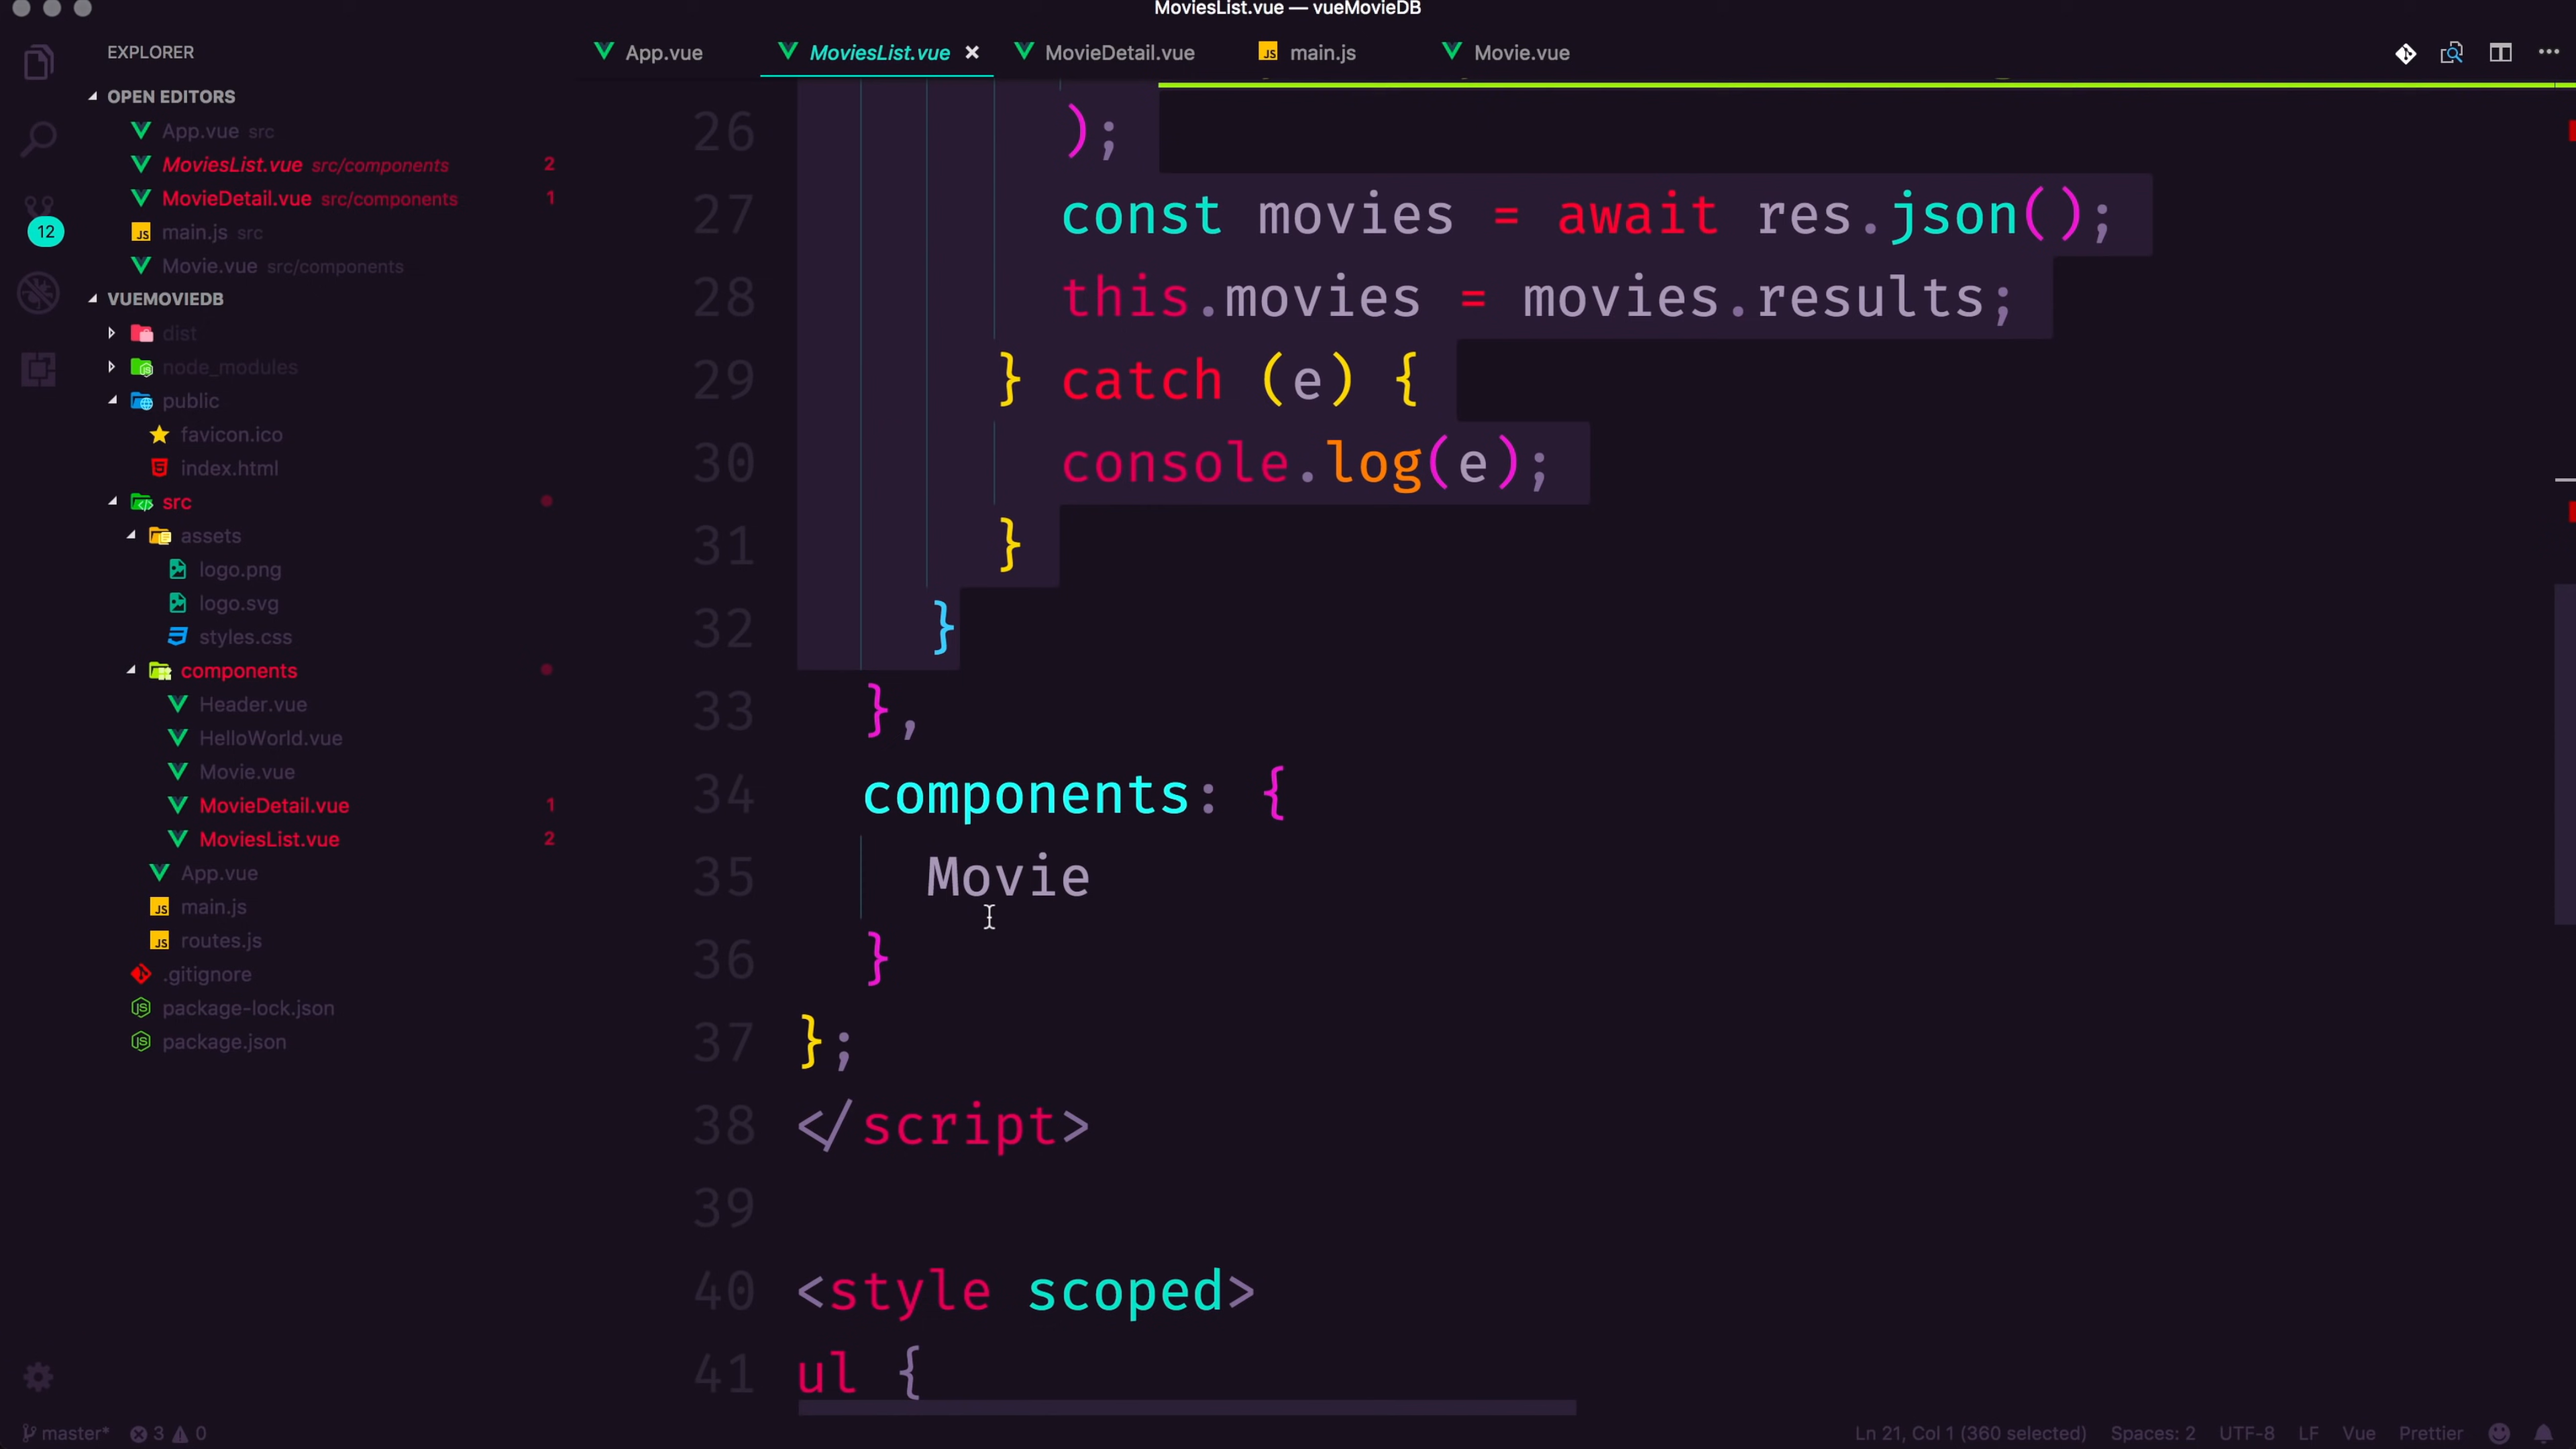 MoviesList.vue — vueMovieDB
EXPLORER
App.vue
MoviesList.vue ×
MovieDetail.vue
JS main.js
Movie.vue
OPEN EDITORS
App.vue src
MoviesList.vue src/components 2
MovieDetail.vue src/components 1
JS main.js src
12
Movie.vue src/components
VUEMOVIEDB
dist
node_modules
public
favicon.ico
index.html
src
assets
logo.png
logo.svg
styles.css
components
Header.vue
HelloWorld.vue
Movie.vue
MovieDetail.vue 1
MoviesList.vue 2
App.vue
JS main.js
JS routes.js
.gitignore
package-lock.json
package.json
26 );
27 const movies = await res.json();
28 this.movies = movies.results;
29 } catch (e) {
30 console.log(e);
31 }
32 }
33 },
34 components: {
35 Movie
36 }
37 };
38 </script>
39
40 <style scoped>
41 ul {
master* 3 0
Ln 21, Col 1 (360 selected) Spaces: 2 UTF-8 LF Vue Prettier